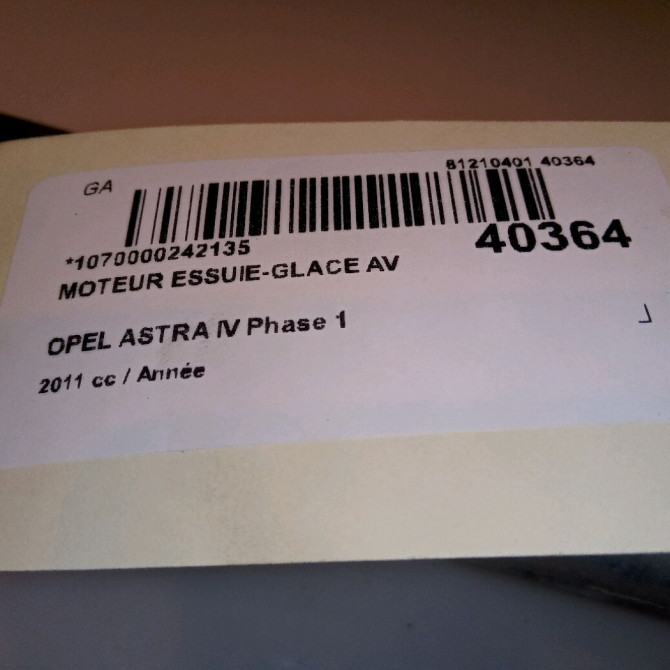 GA
81210401 40364
*1070000242135
40364
MOTEUR ESSUIE-GLACE AV
OPEL ASTRA IV Phase 1
2011 cc / Année